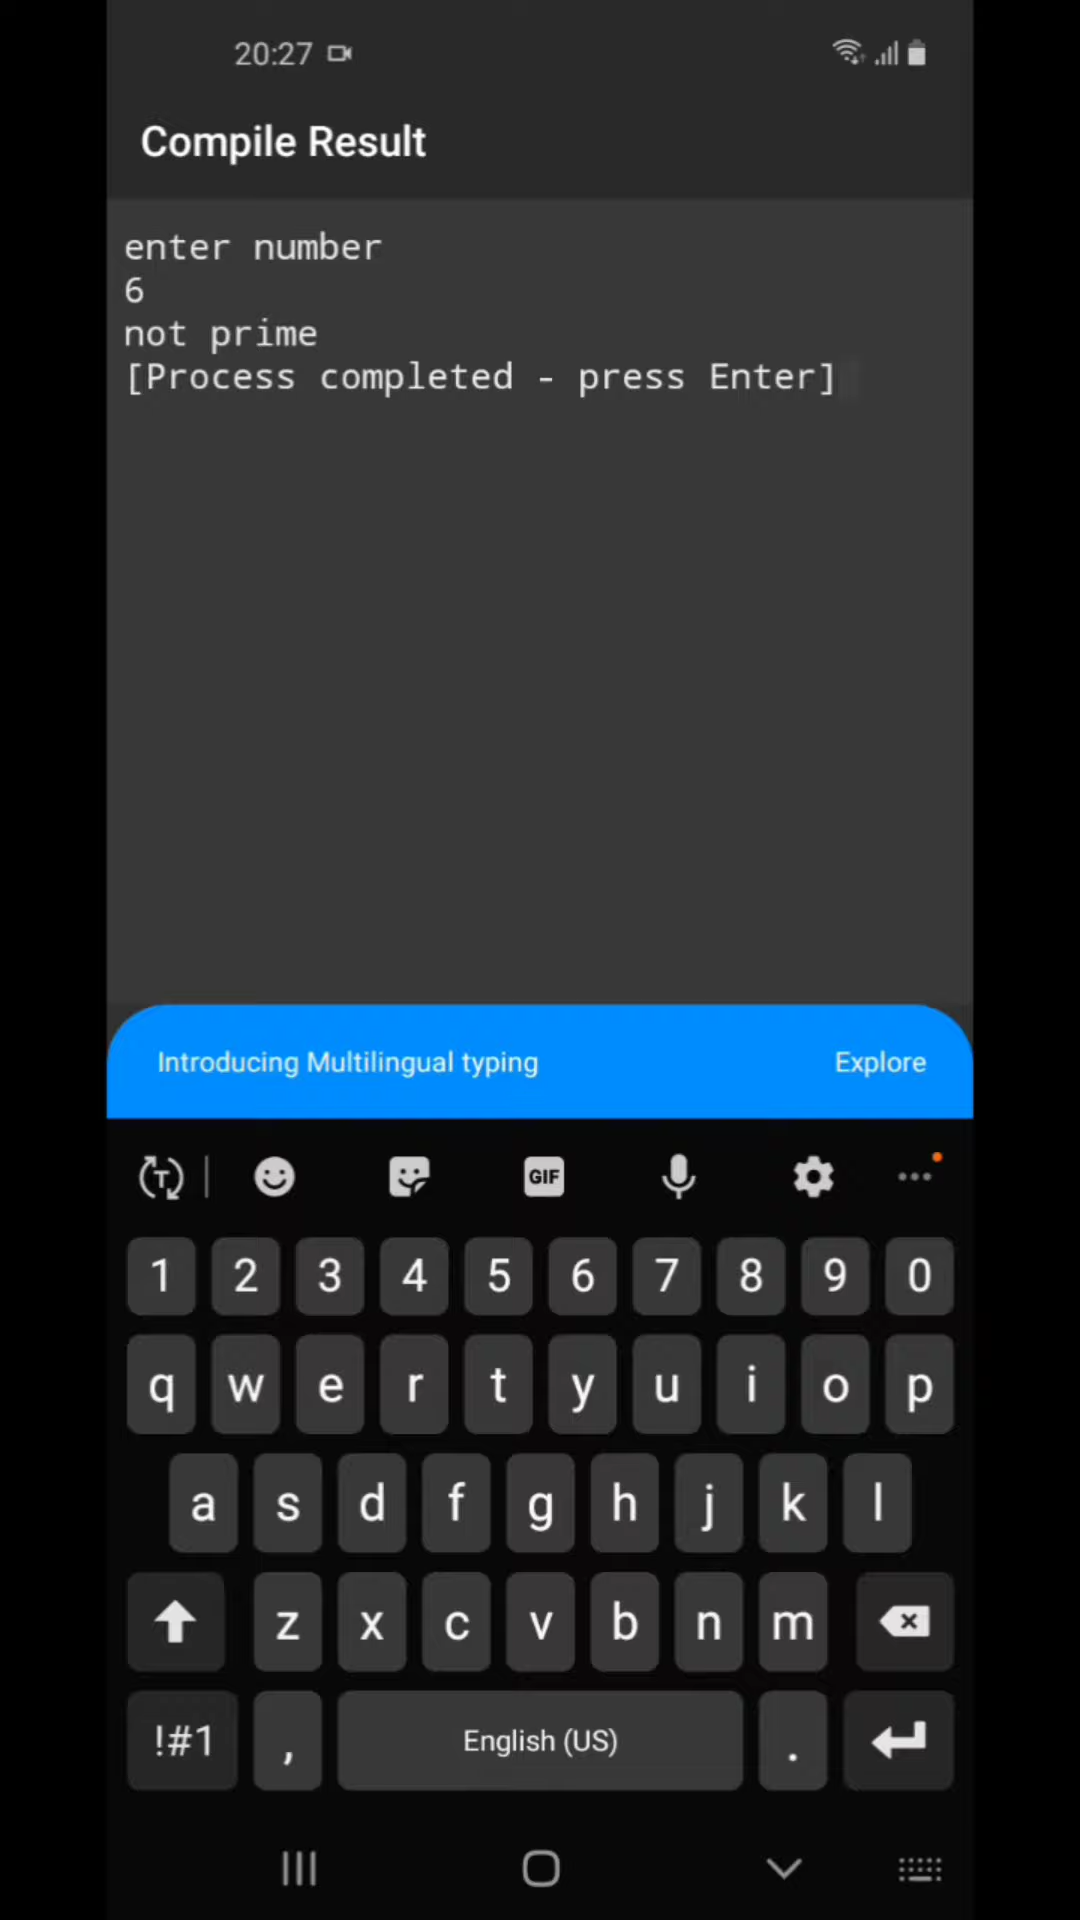 20:27
Compile Result
enter number
6
not prime
[Process completed - press Enter]
Introducing Multilingual typing Explore
T GIF
1 2 3 4 5 6 7 8 9 0
q w e r t y u i o p
a s d f g h j k l
z x c v b n m
!#1 , English (US) .